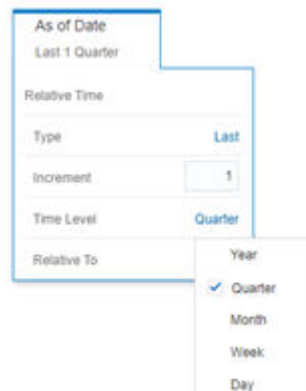 As of Date
Last 1 Quarter
Relative Time
Type Last
Increment 1
Time Level Quarter
Relative To
Year
Quarter
Month
Week
Day